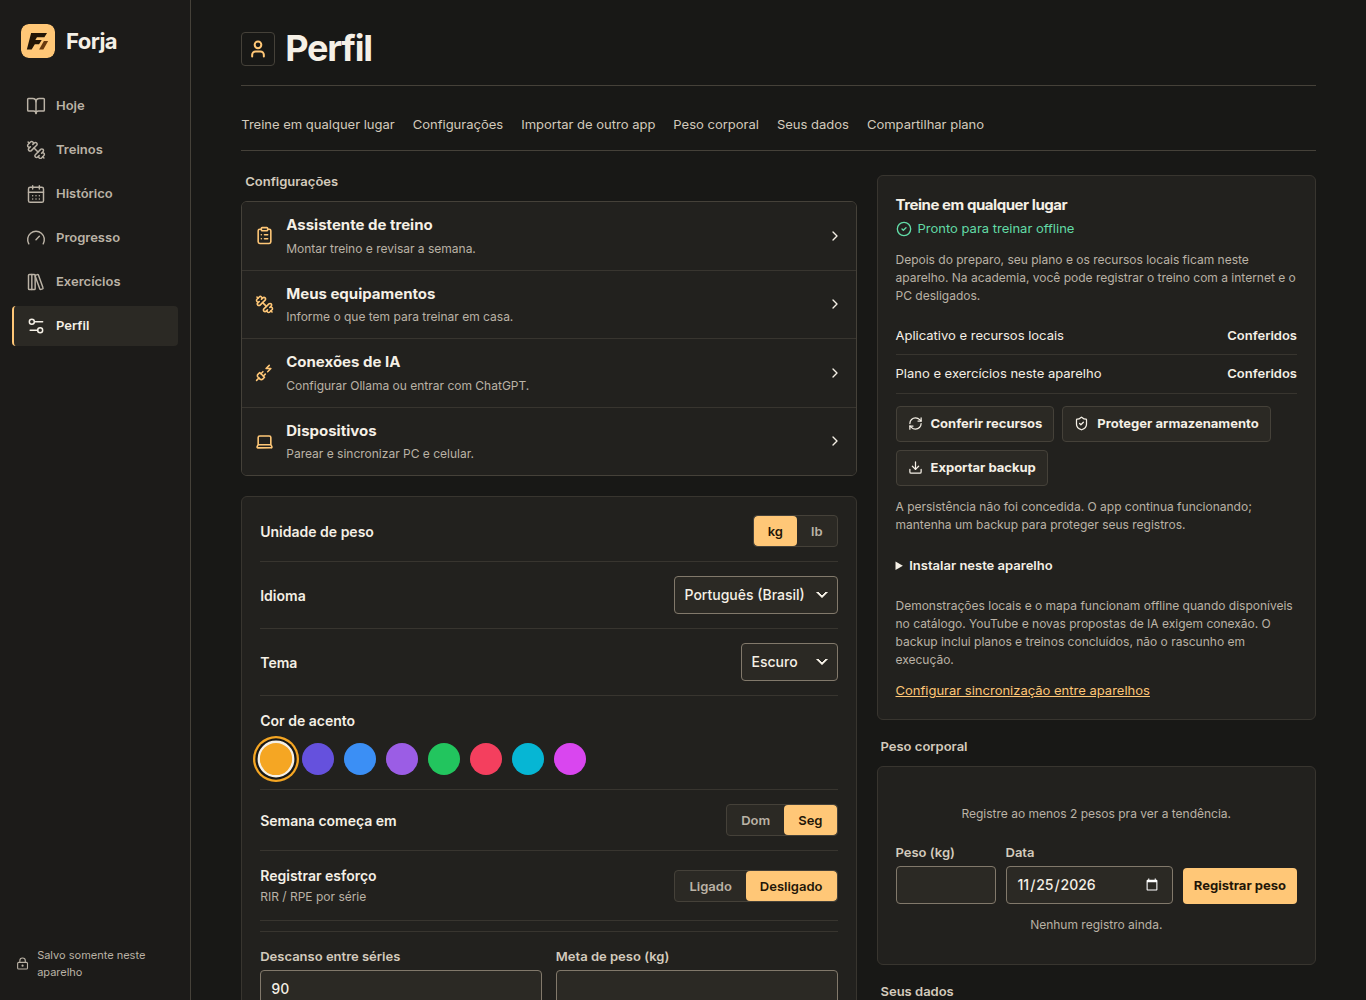 Forja
Hoje
Treinos
Histórico
Progresso
Exercícios
Perfil
Salvo somente neste
aparelho
Perfil
Treine em qualquer lugar
Configurações
Importar de outro app
Peso corporal
Seus dados
Compartilhar plano
Configurações
Assistente de treino
Montar treino e revisar a semana.
Meus equipamentos
Informe o que tem para treinar em casa.
Conexões de IA
Configurar Ollama ou entrar com ChatGPT.
Dispositivos
Parear e sincronizar PC e celular.
Unidade de peso
kg
lb
Idioma
Português (Brasil)
Tema
Escuro
Cor de acento
Semana começa em
Dom
Seg
Registrar esforço
RIR / RPE por série
Ligado
Desligado
Descanso entre séries
Meta de peso (kg)
90
Treine em qualquer lugar
Pronto para treinar offline
Depois do preparo, seu plano e os recursos locais ficam neste
aparelho. Na academia, você pode registrar o treino com a internet e o
PC desligados.
Aplicativo e recursos locais
Conferidos
Plano e exercícios neste aparelho
Conferidos
Conferir recursos
Proteger armazenamento
Exportar backup
A persistência não foi concedida. O app continua funcionando;
mantenha um backup para proteger seus registros.
Instalar neste aparelho
Demonstrações locais e o mapa funcionam offline quando disponíveis
no catálogo. YouTube e novas propostas de IA exigem conexão. O
backup inclui planos e treinos concluídos, não o rascunho em
execução.
Configurar sincronização entre aparelhos
Peso corporal
Registre ao menos 2 pesos pra ver a tendência.
Peso (kg)
Data
11/25/2026
Registrar peso
Nenhum registro ainda.
Seus dados